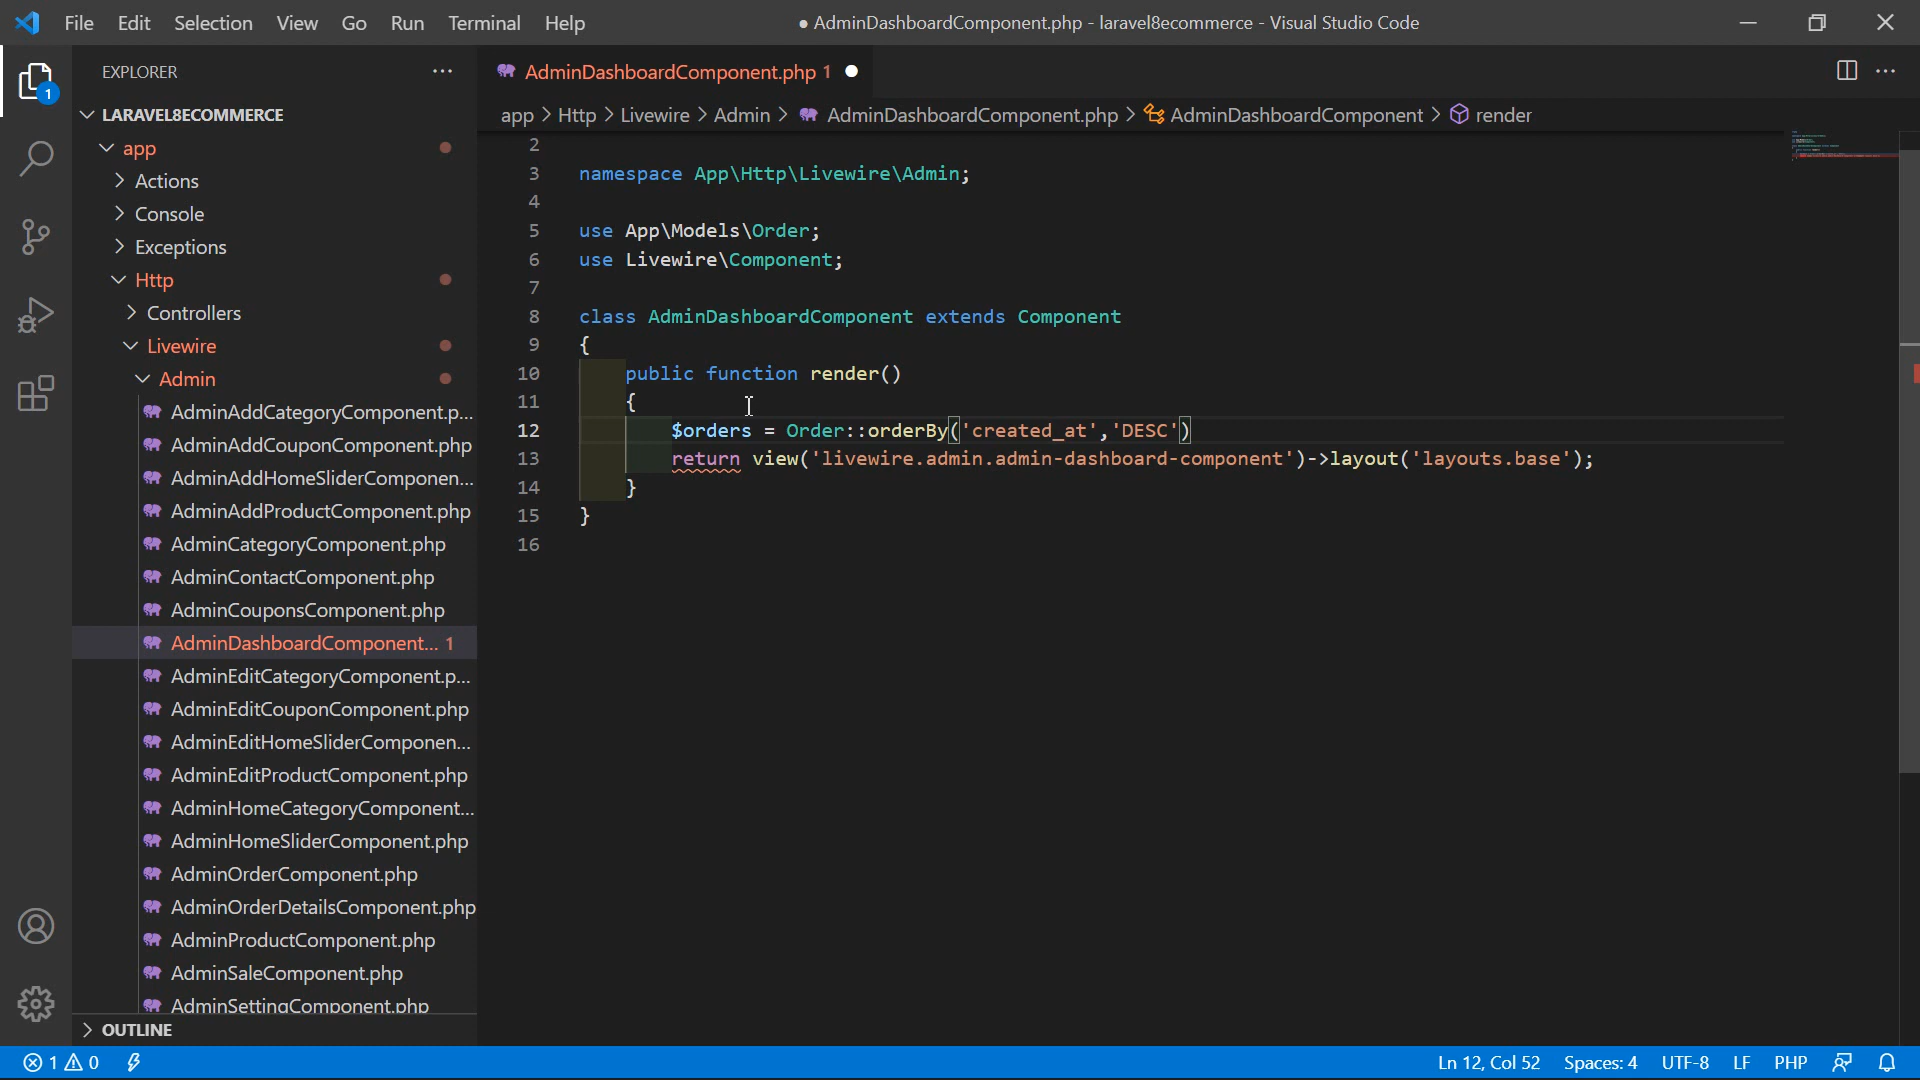 File Edit Selection View Go Run Terminal Help
● AdminDashboardComponent.php - laravel8ecommerce - Visual Studio Code
EXPLORER
AdminDashboardComponent.php 1
LARAVEL8ECOMMERCE
app > Http > Livewire > Admin > AdminDashboardComponent.php > AdminDashboardComponent > render
1
app
Actions
Console
Exceptions
Http
Controllers
Livewire
Admin
AdminAddCategoryComponent.p...
AdminAddCouponComponent.php
AdminAddHomeSliderComponen...
AdminAddProductComponent.php
AdminCategoryComponent.php
AdminContactComponent.php
AdminCouponsComponent.php
AdminDashboardComponent... 1
AdminEditCategoryComponent.p...
AdminEditCouponComponent.php
AdminEditHomeSliderComponen...
AdminEditProductComponent.php
AdminHomeCategoryComponent...
AdminHomeSliderComponent.php
AdminOrderComponent.php
AdminOrderDetailsComponent.php
AdminProductComponent.php
AdminSaleComponent.php
AdminSettingComponent.php
OUTLINE
2
3 namespace App\Http\Livewire\Admin;
4
5 use App\Models\Order;
6 use Livewire\Component;
7
8 class AdminDashboardComponent extends Component
9 {
10 public function render()
11 {
12 $orders = Order::orderBy('created_at','DESC')
13 return view('livewire.admin.admin-dashboard-component')->layout('layouts.base');
14 }
15 }
16
1 0
Ln 12, Col 52 Spaces: 4 UTF-8 LF PHP